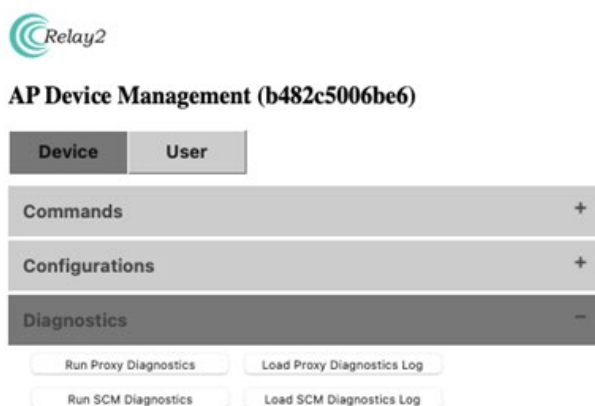 Relay2
AP Device Management (b482c5006be6)
Device User
Commands +
Configurations +
Diagnostics −
Run Proxy Diagnostics Load Proxy Diagnostics Log
Run SCM Diagnostics Load SCM Diagnostics Log